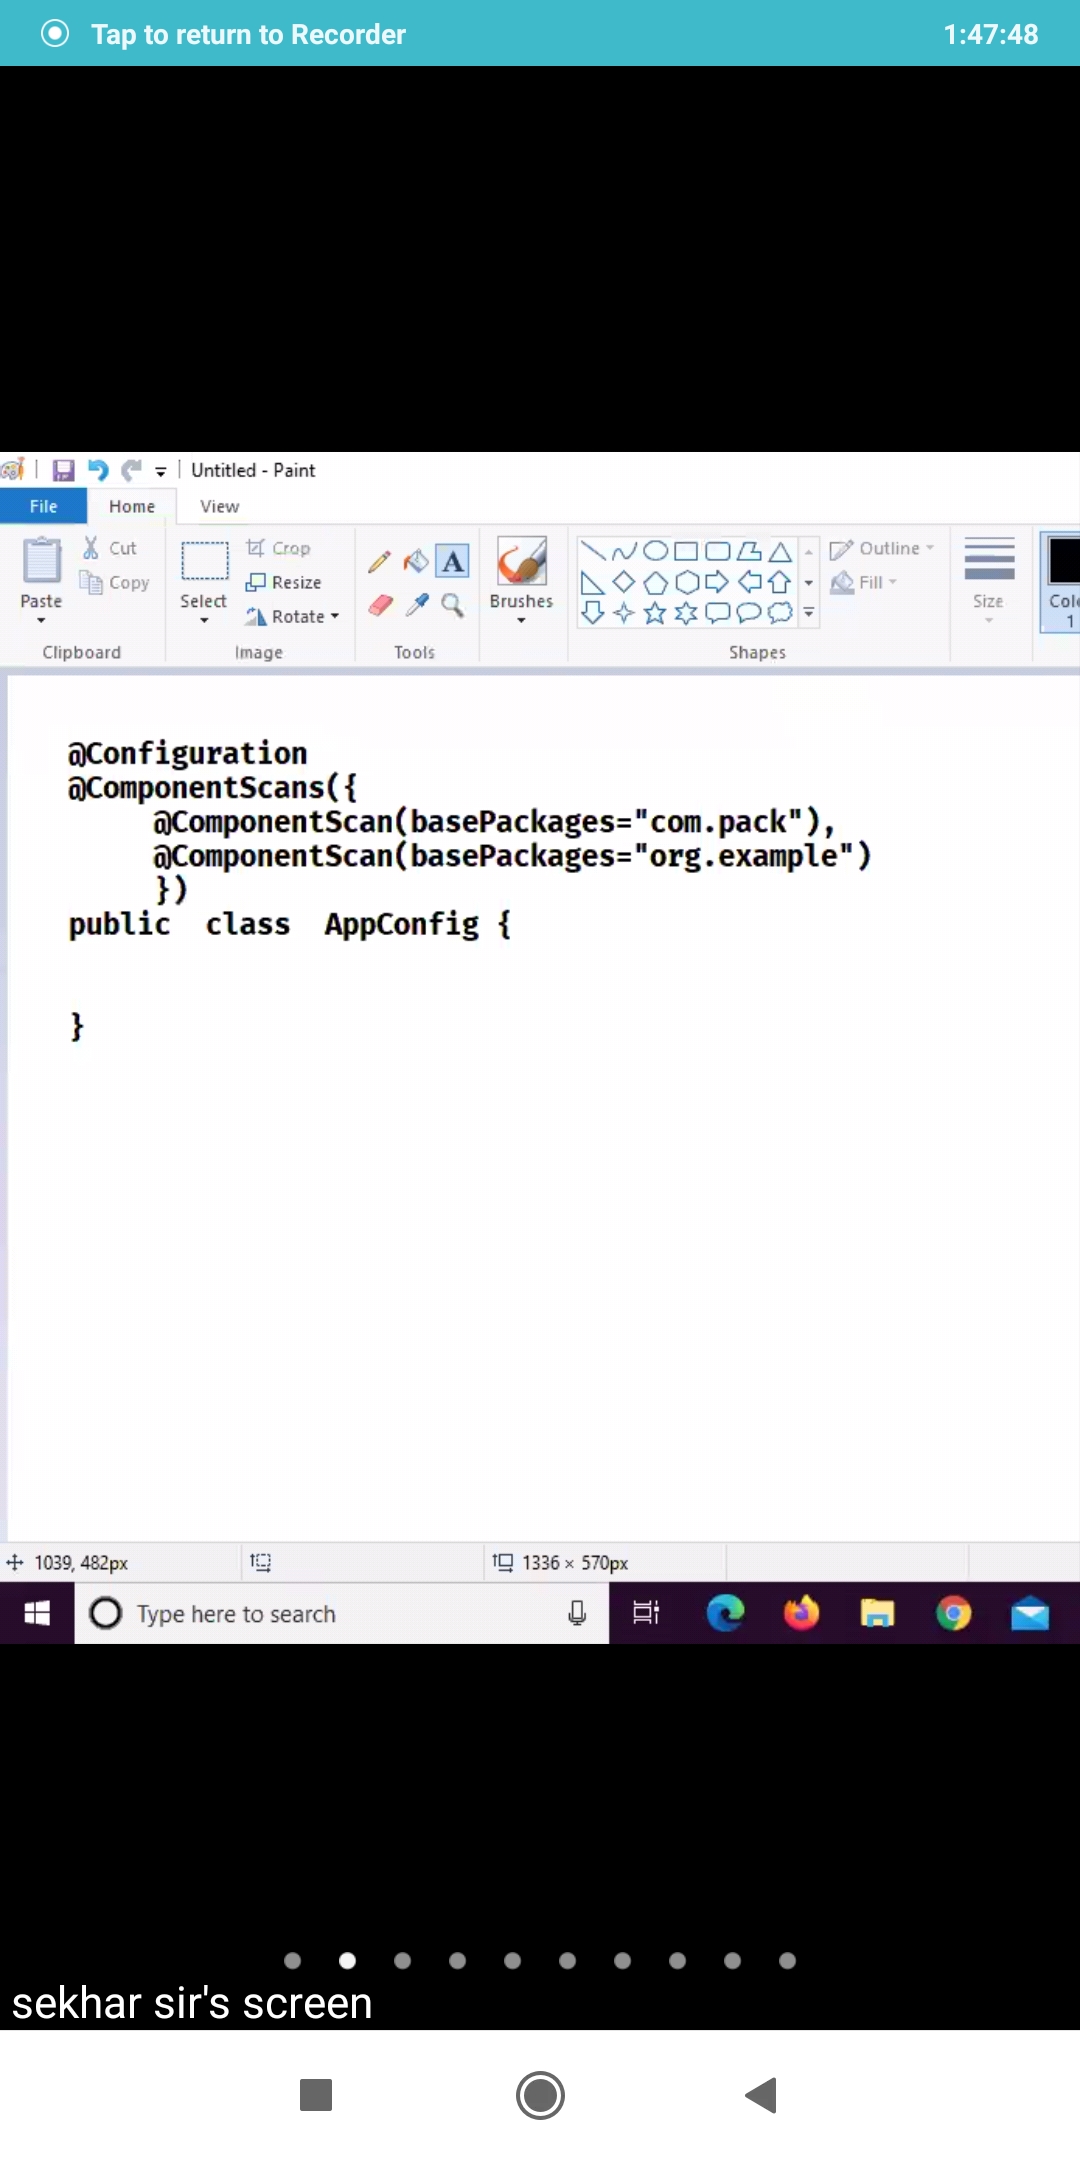 Tap to return to Recorder 1:47:48
Untitled - Paint
File Home View
Cut Crop Outline
Copy Resize Fill
Paste Select Rotate Brushes Size
1
Clipboard Image Tools Shapes
@Configuration
@ComponentScans({
@ComponentScan(basePackages="com.pack"),
@ComponentScan(basePackages="org.example")
})
public class AppConfig {
}
1039, 482px 1336 × 570px
Type here to search
sekhar sir's screen